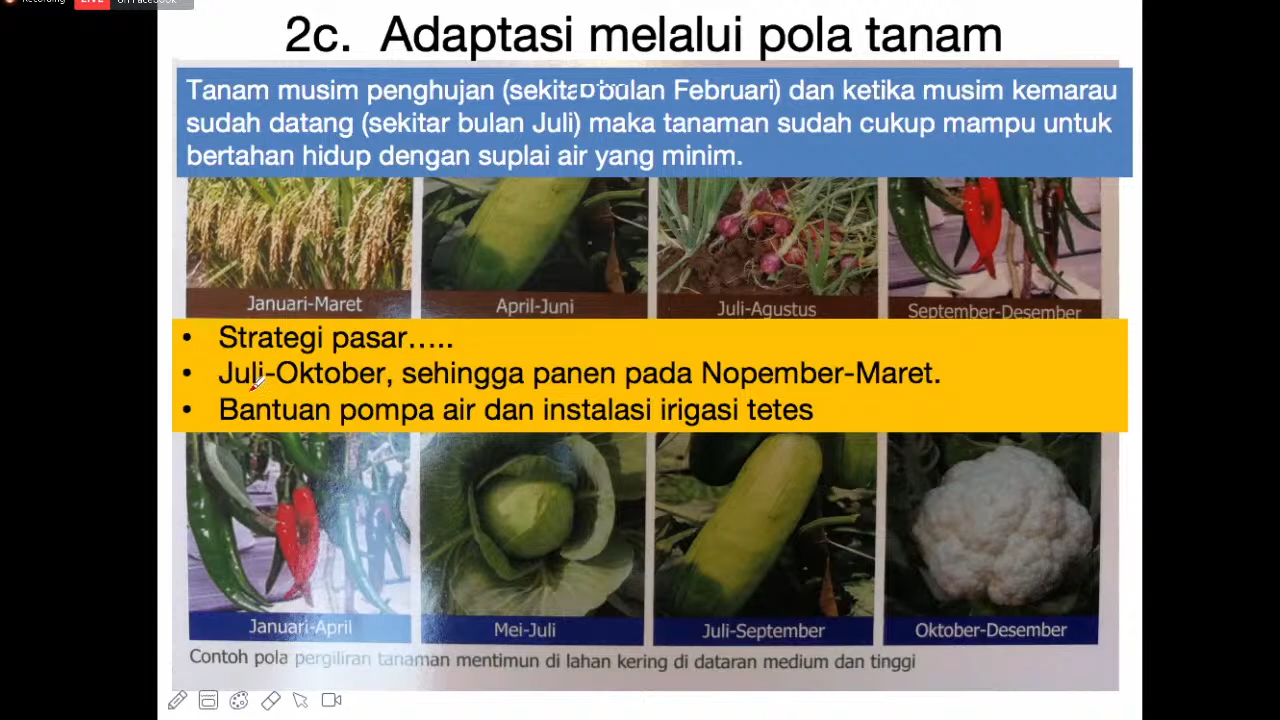 LIVE
2c. Adaptasi melalui pola tanam
Tanam musim penghujan (sekitar bulan Februari) dan ketika musim kemarau
sudah datang (sekitar bulan Juli) maka tanaman sudah cukup mampu untuk
bertahan hidup dengan suplai air yang minim.
Januari-Maret
April-Juni
Juli-Agustus
September-Desember
• Strategi pasar…..
• Juli-Oktober, sehingga panen pada Nopember-Maret.
• Bantuan pompa air dan instalasi irigasi tetes
Januari-April
Mei-Juli
Juli-September
Oktober-Desember
Contoh pola pergiliran tanaman mentimun di lahan kering di dataran medium dan tinggi